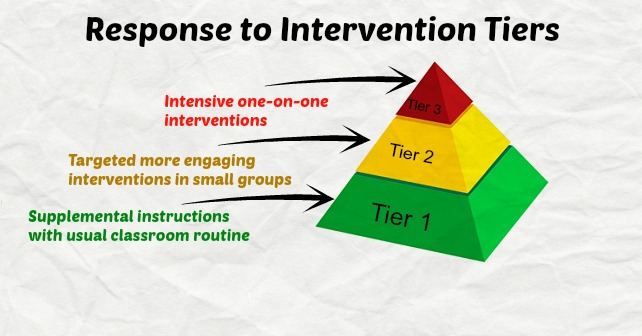 Response to Intervention Tiers
Intensive one-on-one
interventions
Tier 3
Targeted more engaging
interventions in small groups
Tier 2
Supplemental instructions
with usual classroom routine
Tier 1